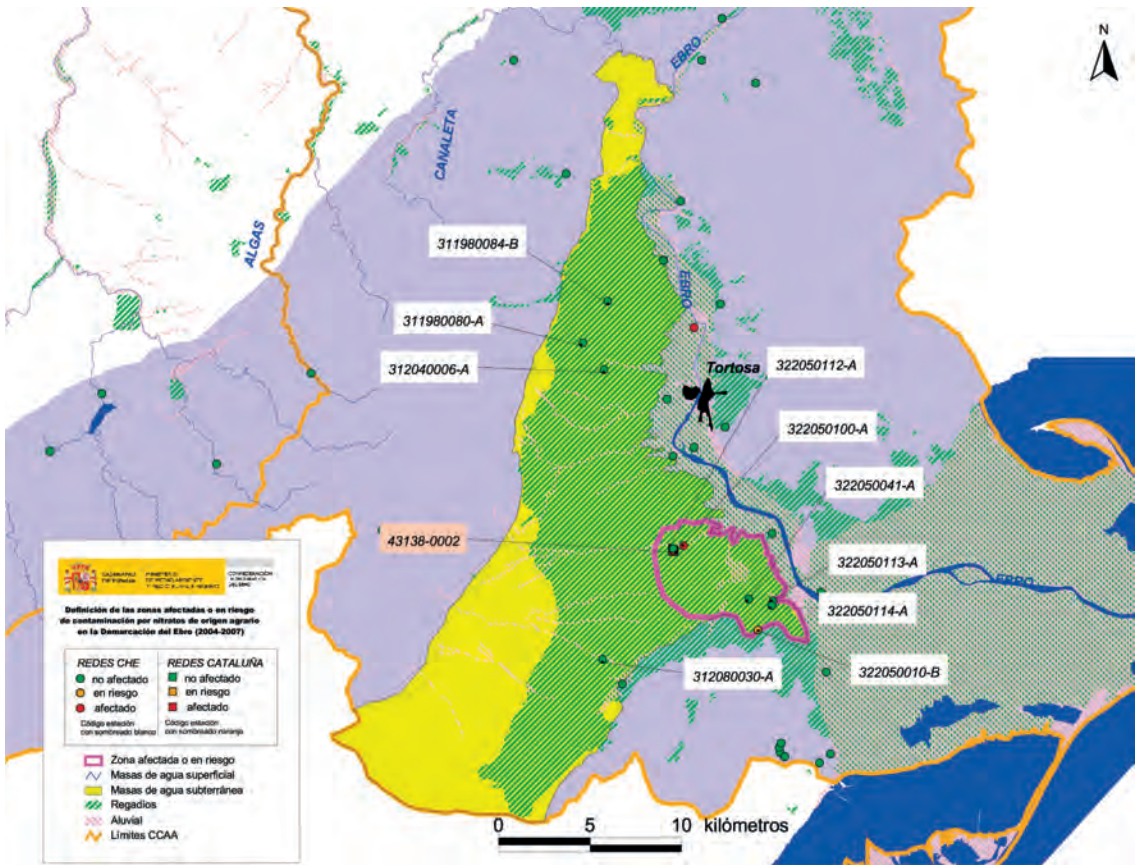 N
EBRO
CANALETA
ALGAS
311980084-B
EBRO
311980080-A
312040006-A
Tortosa
322050112-A
322050100-A
322050041-A
43138-0002
322050113-A
EBRO
322050114-A
322050010-B
312080030-A
Definición de las zonas afectadas o en riesgo
de contaminación por nitratos de origen agrario
en la Demarcación del Ebro (2004-2007)
REDES CHE
no afectado
en riesgo
afectado
Código estación
con sombreado blanco
REDES CATALUÑA
no afectado
en riesgo
afectado
Código estación
con sombreado naranja
Zona afectada o en riesgo
Masas de agua superficial
Masas de agua subterránea
Regadíos
Aluvial
Límites CCAA
0 5 10 kilómetros